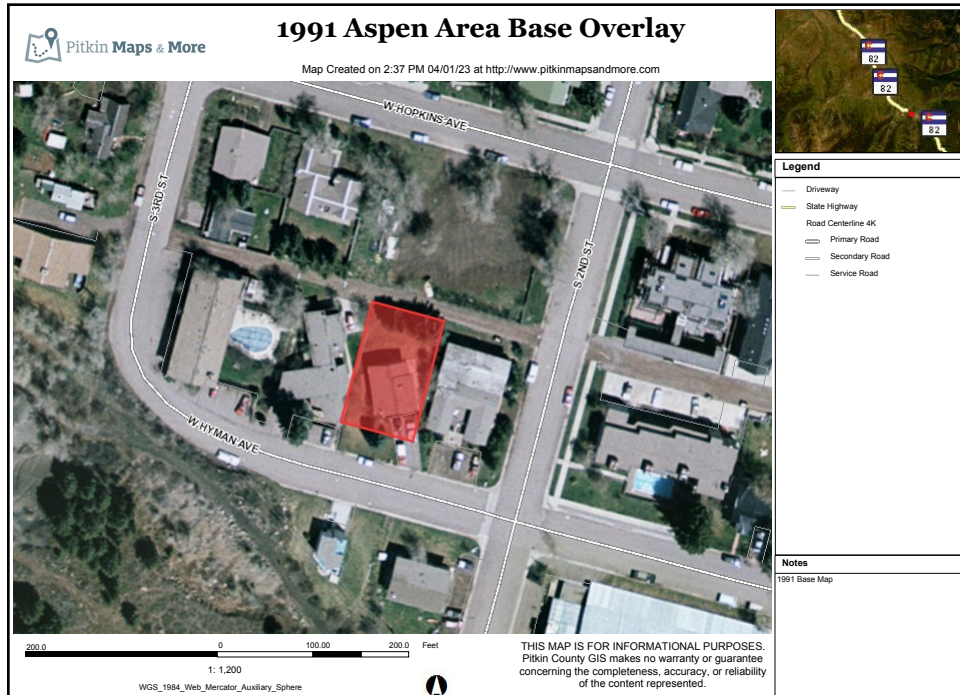 1991 Aspen Area Base Overlay
Pitkin Maps & More
Map Created on 2:37 PM 04/01/23 at http://www.pitkinmapsandmore.com
82
82
82
W HOPKINS AVE
S 3RD ST
S 2ND ST
W HYMAN AVE
Legend
Driveway
State Highway
Road Centerline 4K
Primary Road
Secondary Road
Service Road
Notes
1991 Base Map
200.0 0 100.00 200.0 Feet
1: 1,200
WGS_1984_Web_Mercator_Auxiliary_Sphere
THIS MAP IS FOR INFORMATIONAL PURPOSES.
Pitkin County GIS makes no warranty or guarantee
concerning the completeness, accuracy, or reliability
of the content represented.